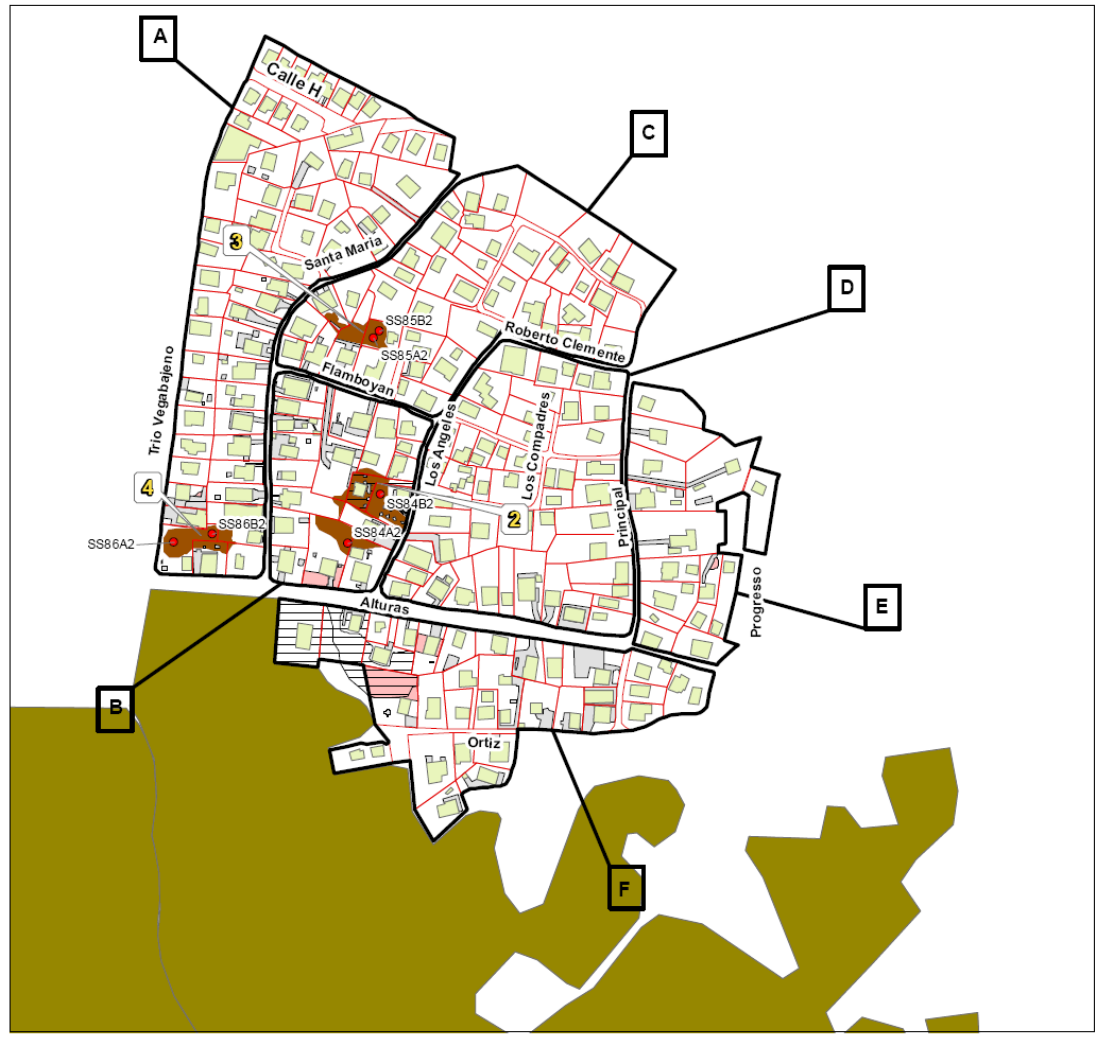 A
Calle H
C
3
Santa Maria
D
SS85B2
Roberto Clemente
SS85A2
Flamboyan
Trio Vegabajeno
Los Angeles
Los Compadres
4
SS84B2
2
Principal
SS86B2
SS84A2
SS86A2
Progresso
Alturas
E
B
Ortiz
F